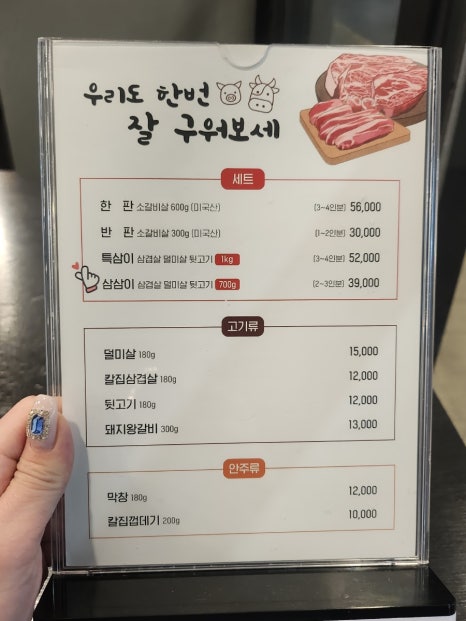 우리도 한번
잘 구워보세
세트
한 판 소갈비살 600g (미국산) (3~4인분) 56,000
반 판 소갈비살 300g (미국산) (1~2인분) 30,000
특삼이 삼겹살 덜미살 뒷고기 1kg (3~4인분) 52,000
삼삼이 삼겹살 덜미살 뒷고기 700g (2~3인분) 39,000
고기류
덜미살 180g 15,000
칼집삼겹살 180g 12,000
뒷고기 180g 12,000
돼지왕갈비 300g 13,000
안주류
막창 180g 12,000
칼집껍데기 200g 10,000